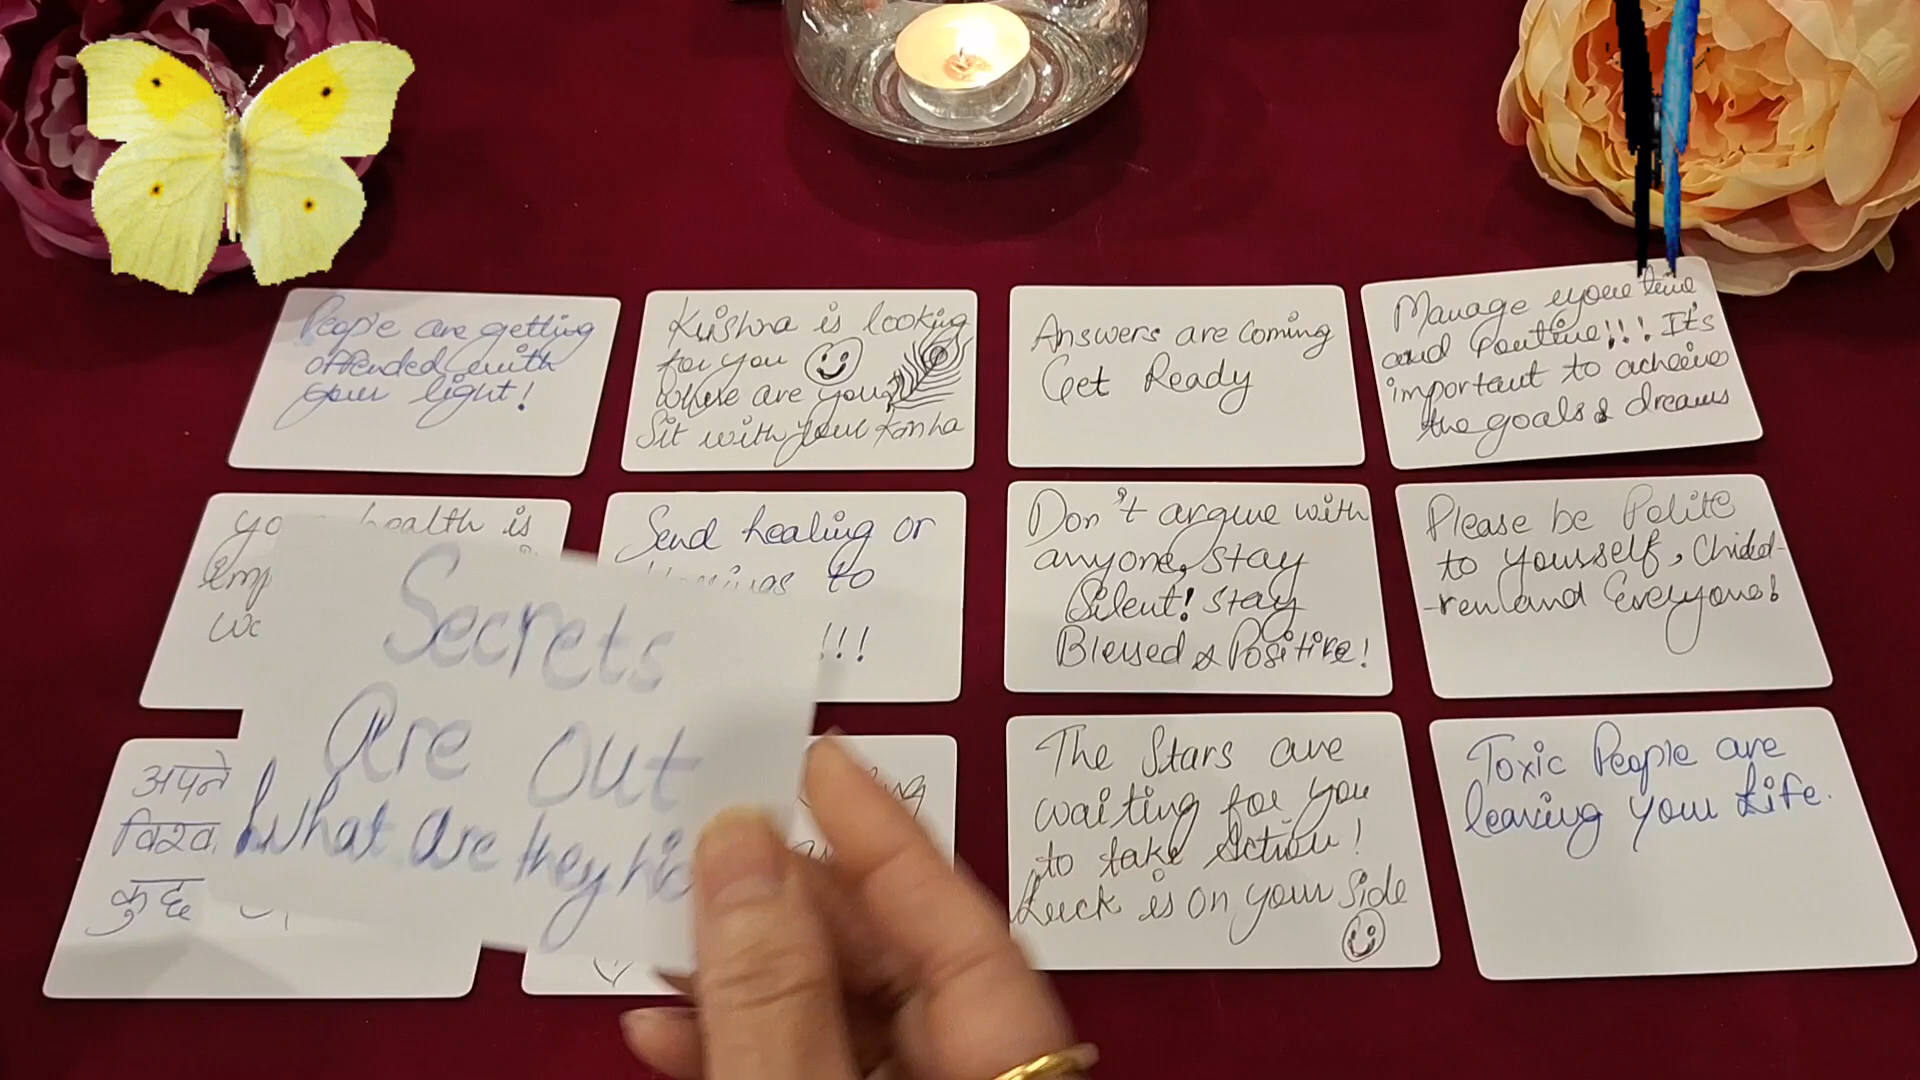 People are getting
offended with
your light!
Krishna is looking
for you
Where are you?
Sit with your Kanha
Answers are coming
Get Ready
Manage your time
and routine!!! It's
important to acheive
the goals & dreams
health is
Send healing or
to
!!!
Don't argue with
anyone, stay
Silent! Stay
Blessed & Positive!
Please be Polite
to yourself, Child-
-ren and Everyone!
Secrets
Are out
What are they
अपने
कुछ
The Stars are
waiting for you
to take Action!
Luck is on your Side
Toxic People are
leaving your Life.